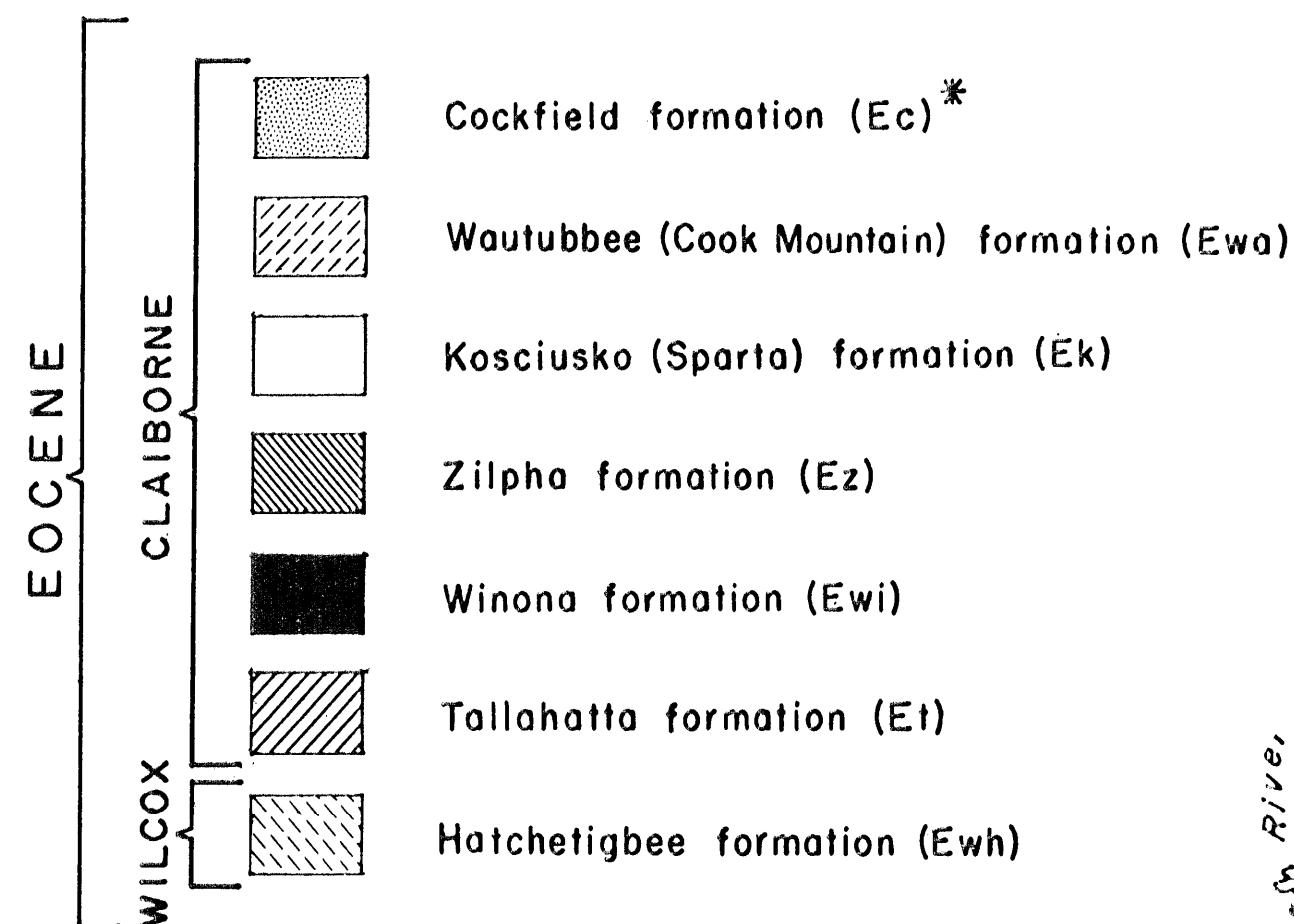 EOCENE
CLAIBORNE
Cockfield formation (Ec)*
Wautubbee (Cook Mountain) formation (Ewa)
Kosciusko (Sparta) formation (Ek)
Zilpha formation (Ez)
Winona formation (Ewi)
Tallahatta formation (Et)
WILCOX
Hatchetigbee formation (Ewh)